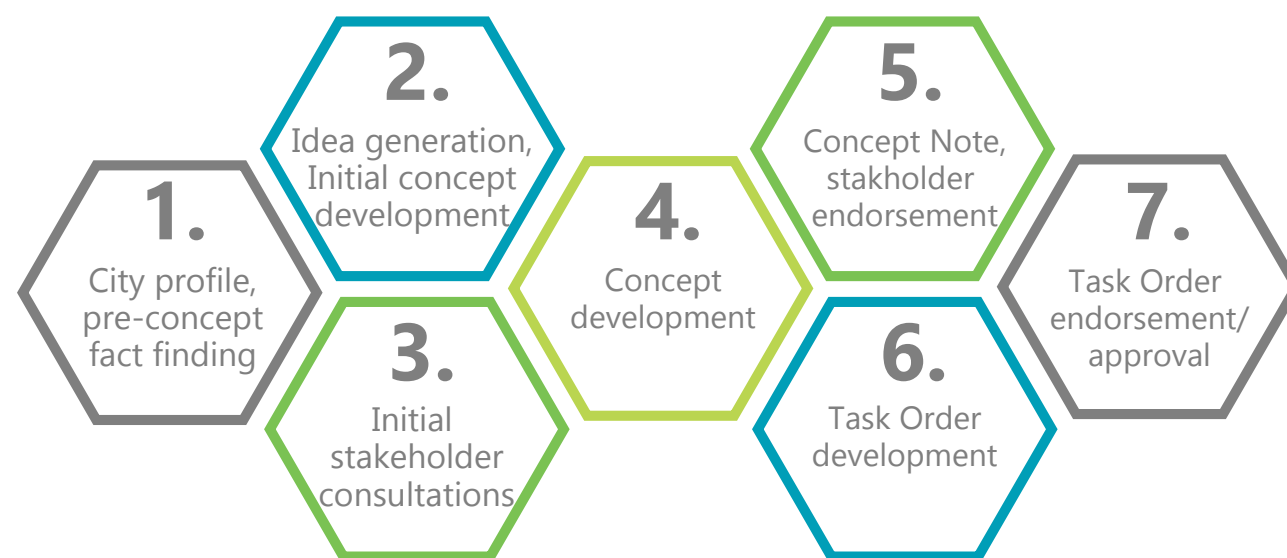 1.
City profile,
pre-concept
fact finding
2.
Idea generation,
Initial concept
development
3.
Initial
stakeholder
consultations
4.
Concept
development
5.
Concept Note,
stakholder
endorsement
6.
Task Order
development
7.
Task Order
endorsement/
approval